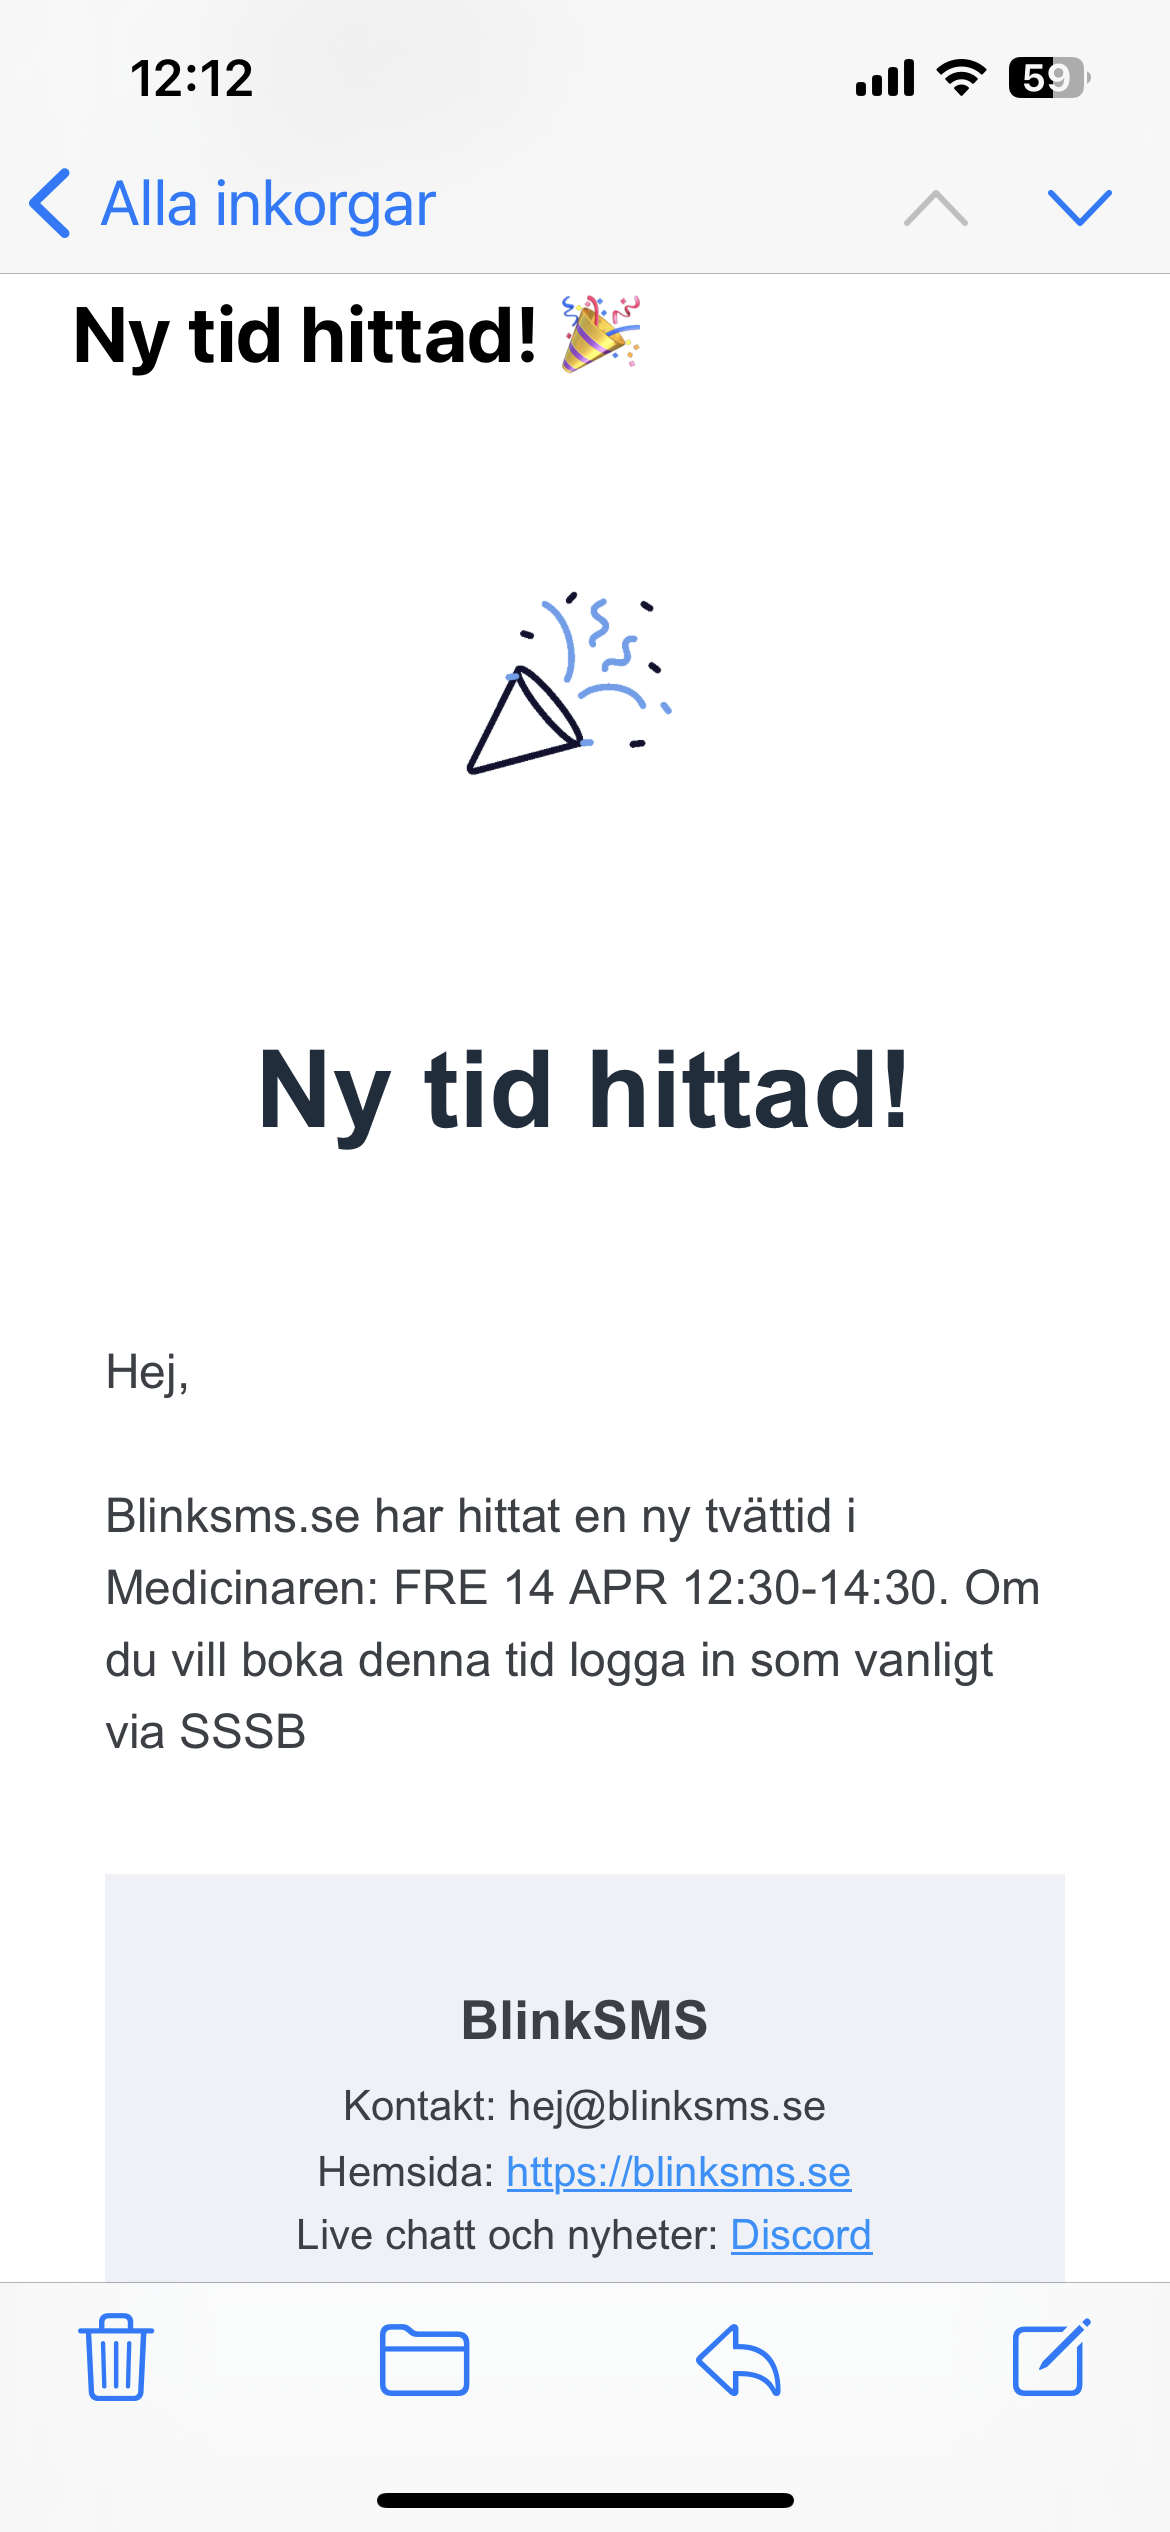 12:12
59
Alla inkorgar
Ny tid hittad! 🎉
Ny tid hittad!
Hej,
Blinksms.se har hittat en ny tvättid i
Medicinaren: FRE 14 APR 12:30-14:30. Om
du vill boka denna tid logga in som vanligt
via SSSB
BlinkSMS
Kontakt: hej@blinksms.se
Hemsida: https://blinksms.se
Live chatt och nyheter: Discord